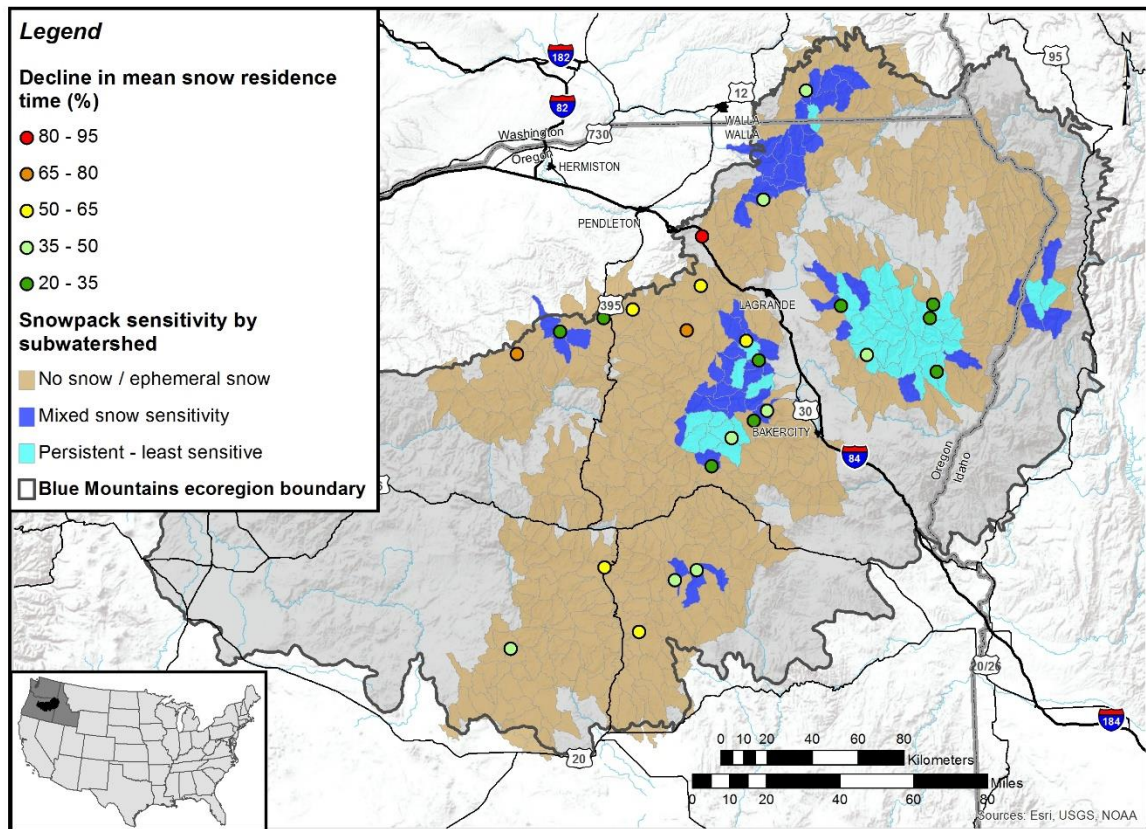 Legend
Decline in mean snow residence
time (%)
80 - 95
65 - 80
50 - 65
35 - 50
20 - 35
Snowpack sensitivity by
subwatershed
No snow / ephemeral snow
Mixed snow sensitivity
Persistent - least sensitive
Blue Mountains ecoregion boundary
182
82
12
95
N
WALLA
WALLA
Washington
Oregon
730
HERMISTON
PENDLETON
395
LAGRANDE
30
BAKERCITY
84
Oregon
Idaho
20/26
184
20
0 10 20 40 60 80
Kilometers
Miles
0 10 20 40 60 80
Sources: Esri, USGS, NOAA